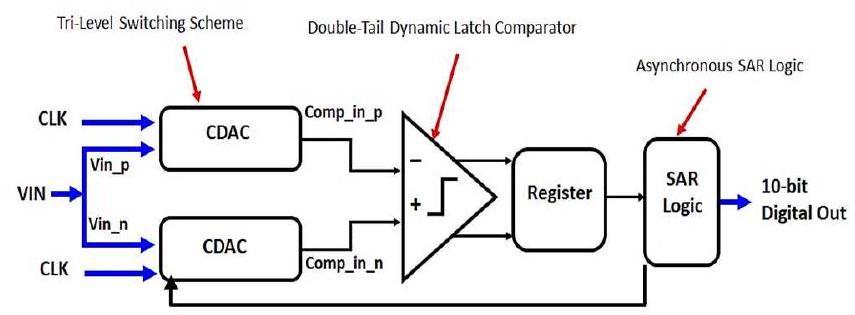 Tri-Level Switching Scheme
Double-Tail Dynamic Latch Comparator
Asynchronous SAR Logic
CLK
CDAC
Comp_in_p
Vin_p
VIN
−
+
Register
SAR
Logic
10-bit
Digital Out
Vin_n
CDAC
CLK
Comp_in_n